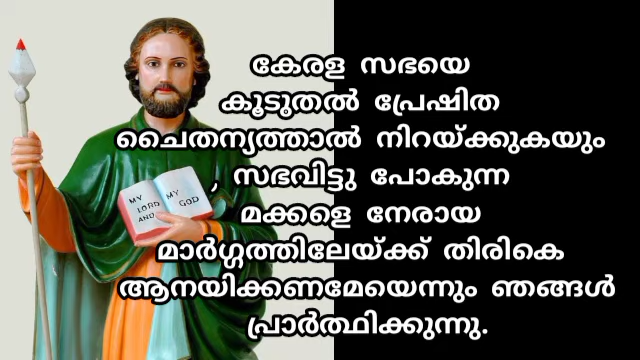 കേരള സഭയെ
കൂടുതൽ പ്രേഷിത
ചൈതന്യത്താൽ നിറയ്ക്കുകയും
, സഭവിട്ടു പോകുന്ന
മക്കളെ നേരായ
മാർഗ്ഗത്തിലേയ്ക്ക് തിരികെ
ആനയിക്കണമേയെന്നും ഞങ്ങൾ
പ്രാർത്ഥിക്കുന്നു.
MY
LORD
AND
MY
GOD